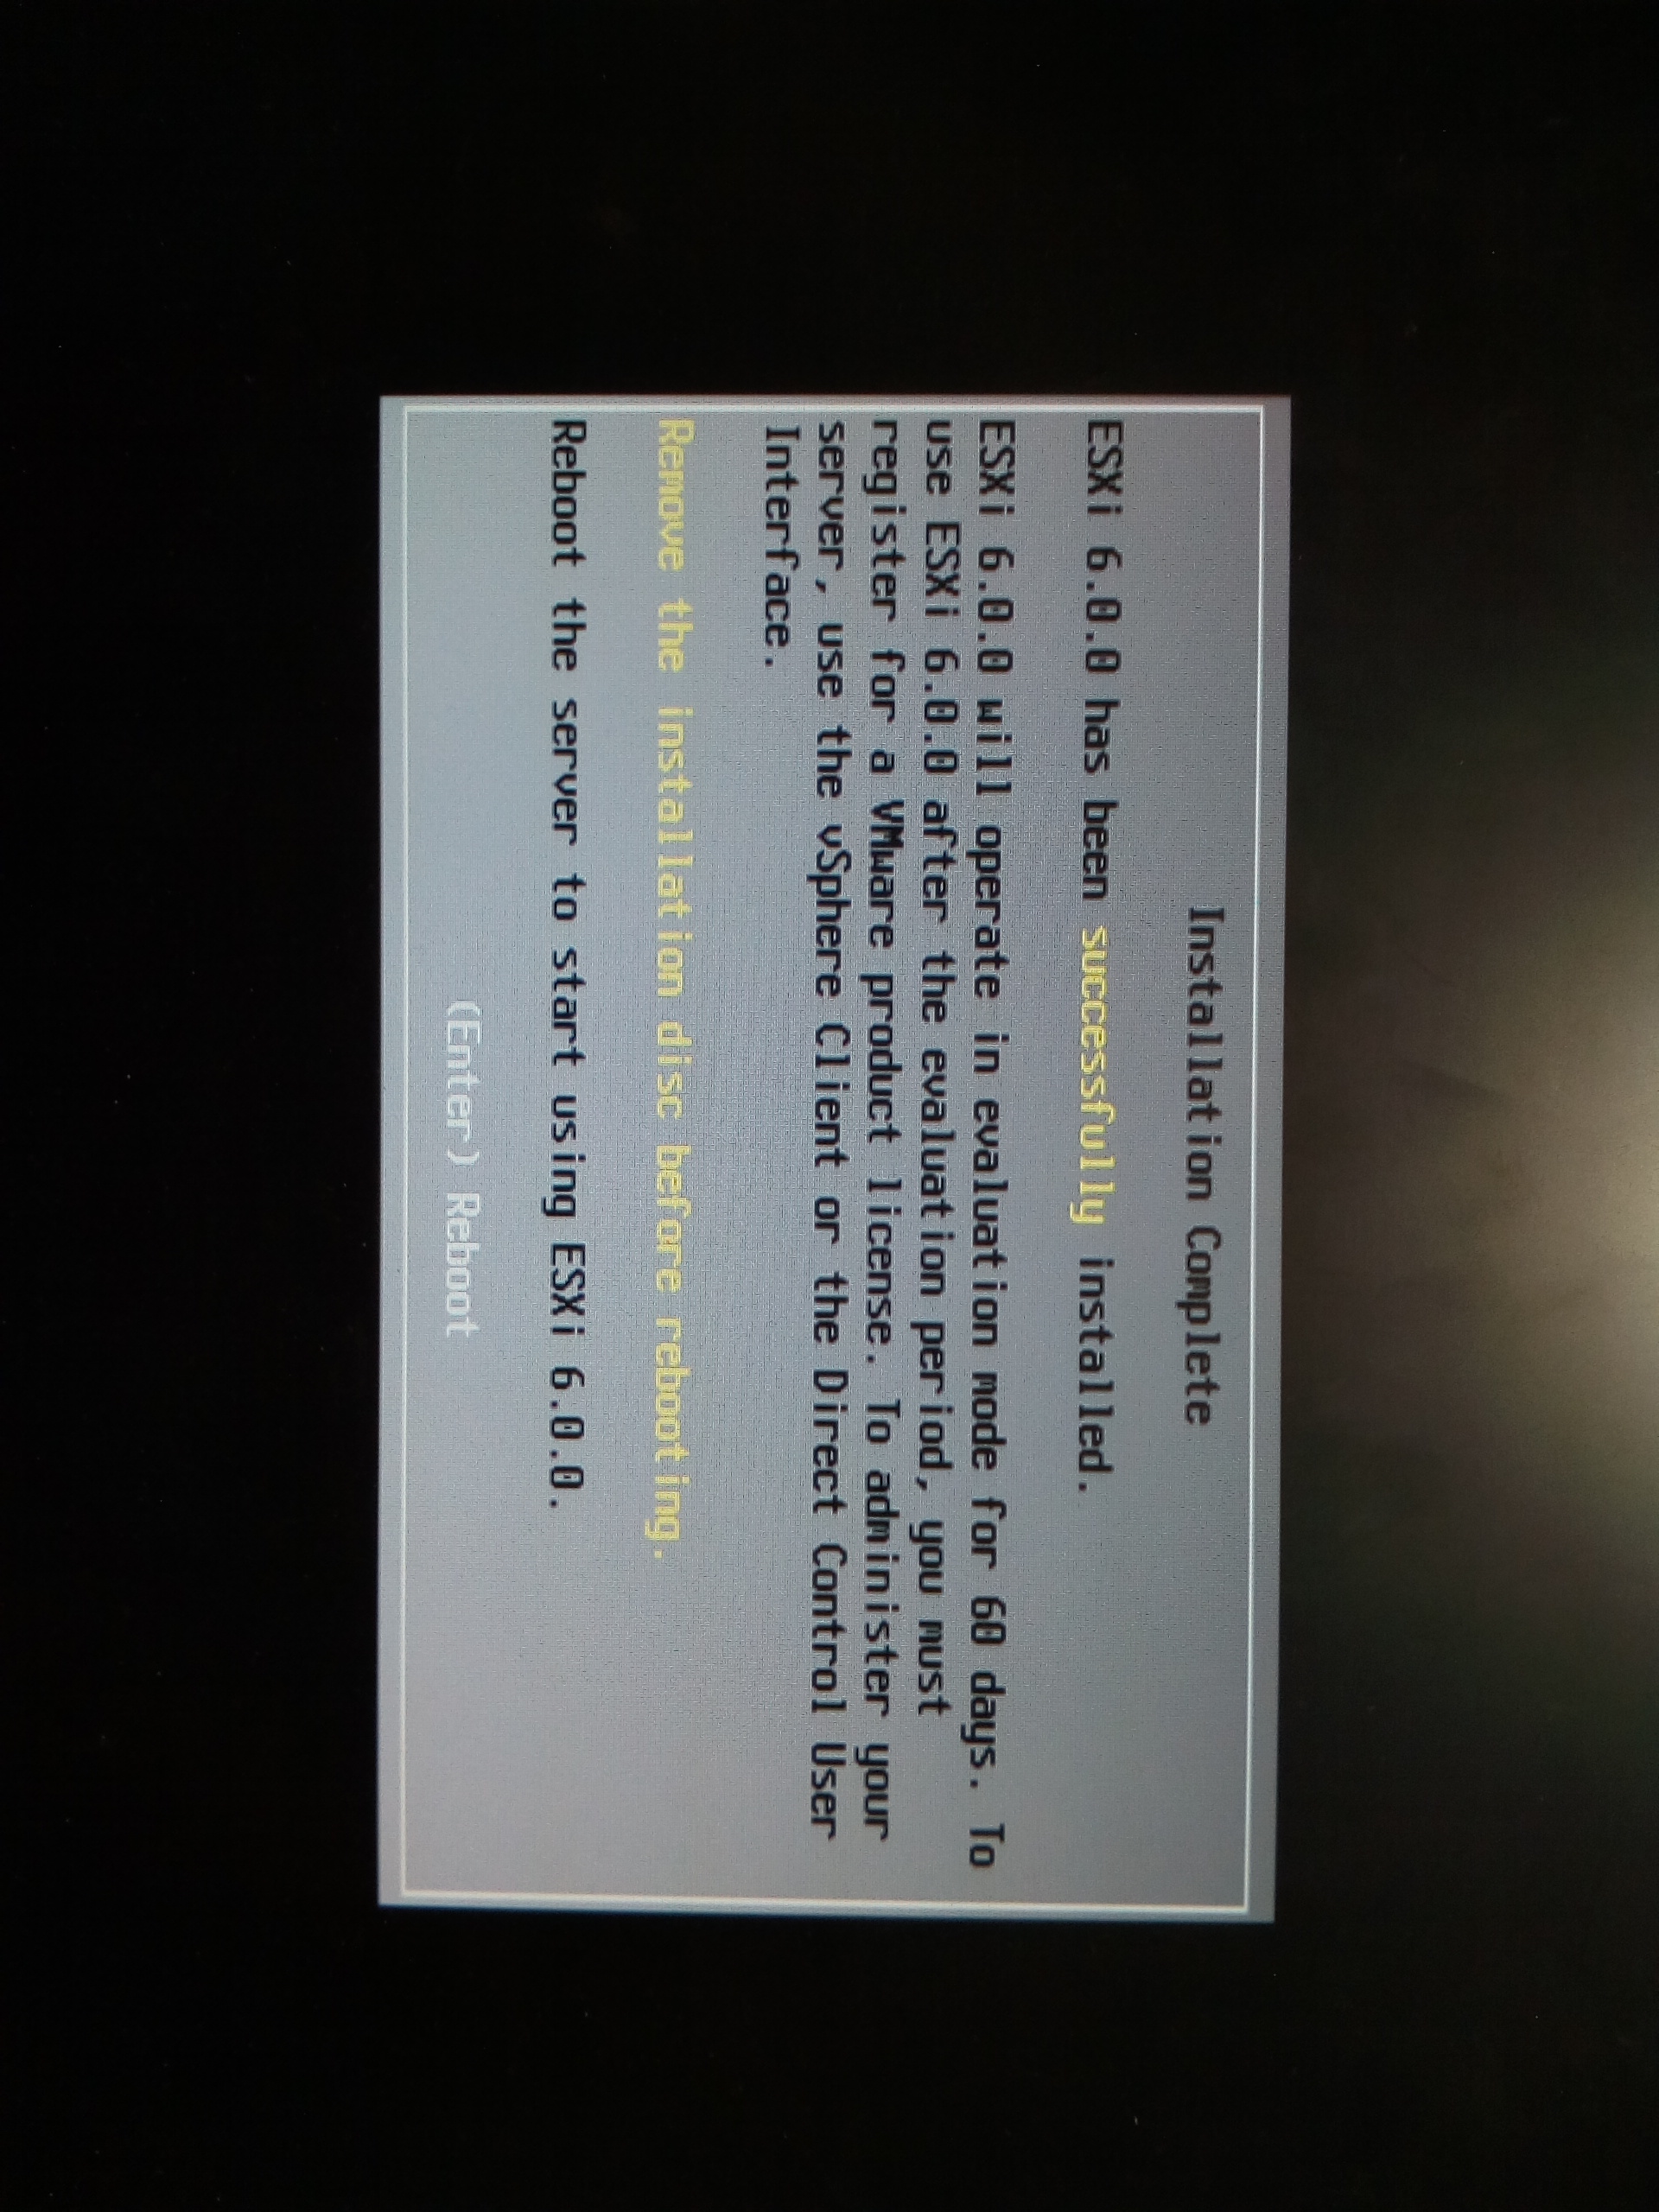 Installation Complete
ESXi 6.0.0 has been successfully installed.
ESXi 6.0.0 will operate in evaluation mode for 60 days. To
use ESXi 6.0.0 after the evaluation period, you must
register for a VMware product license. To administer your
server, use the vSphere Client or the Direct Control User
Interface.
Remove the installation disc before rebooting.
Reboot the server to start using ESXi 6.0.0.
(Enter) Reboot